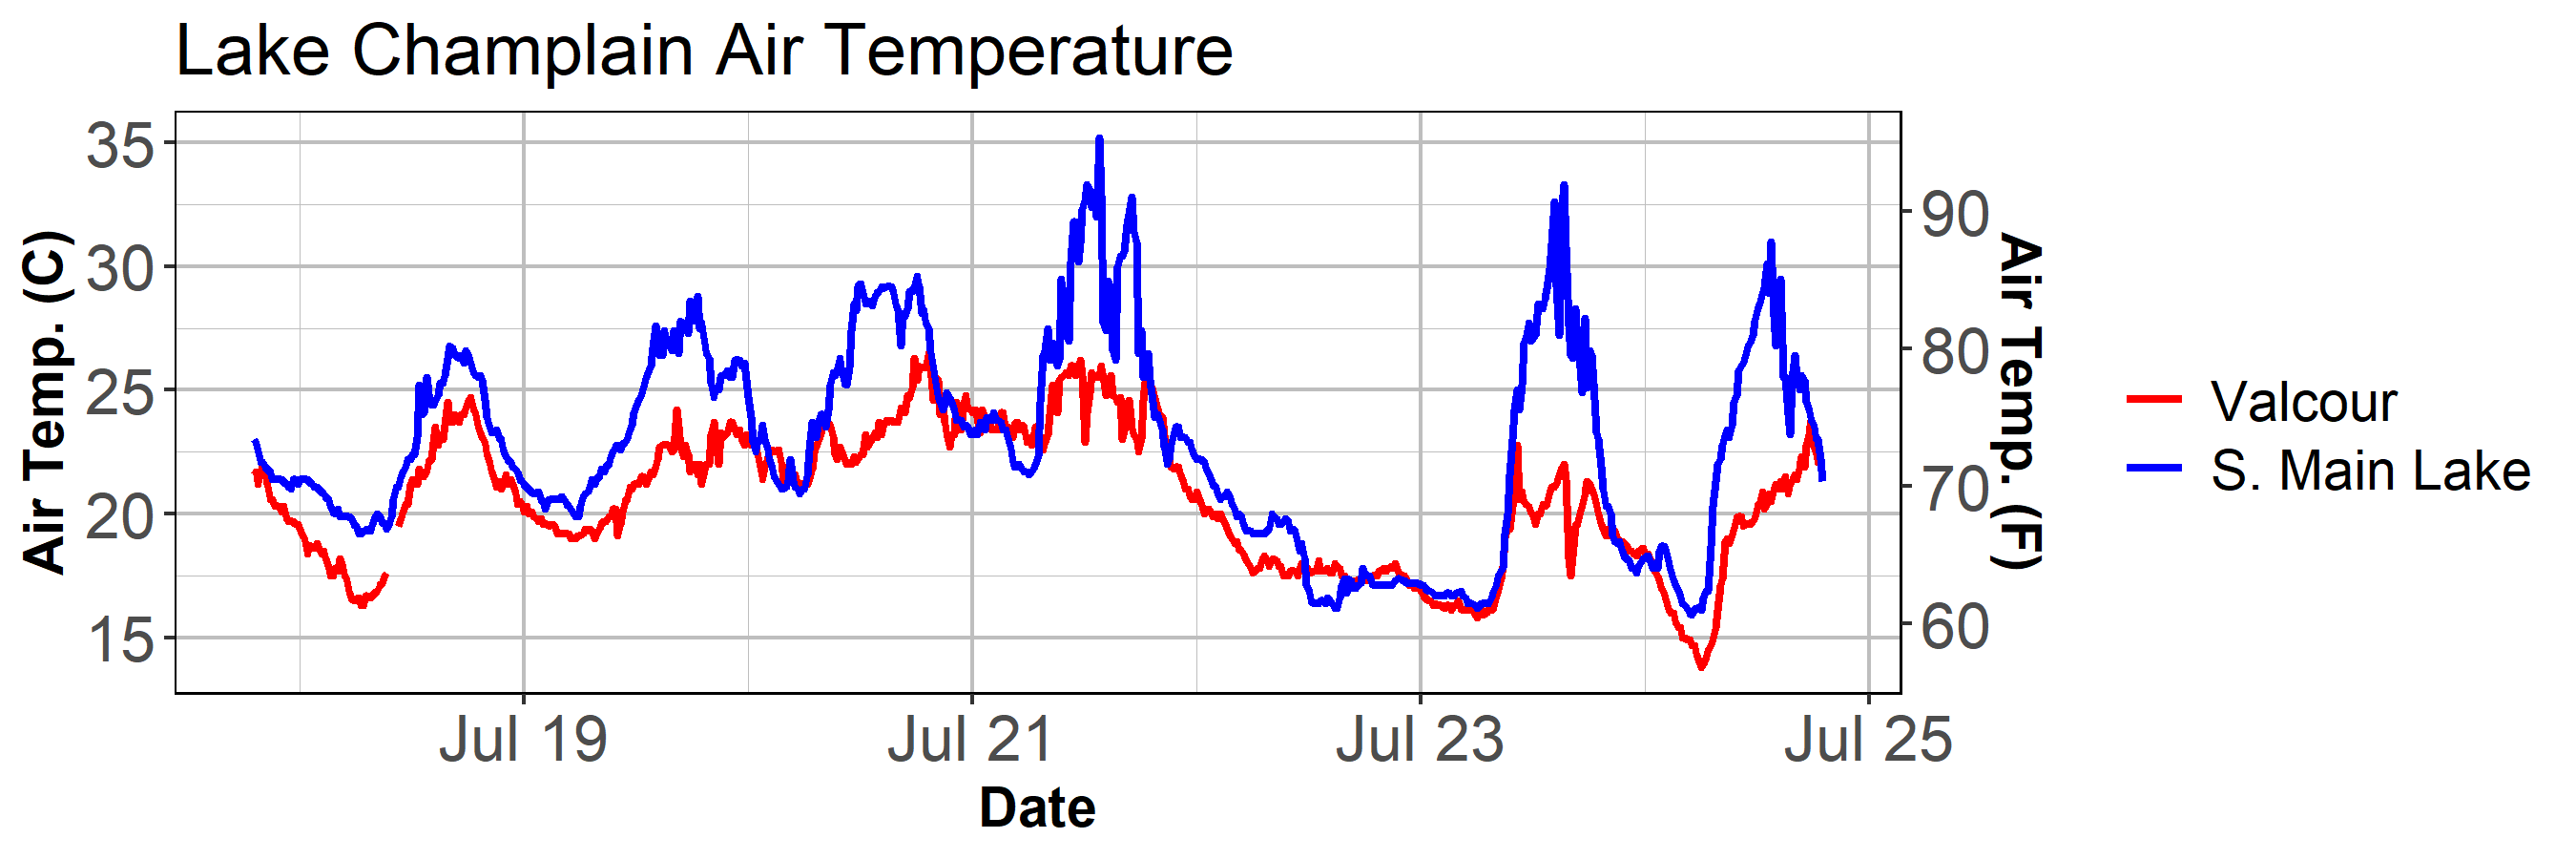 Lake Champlain Air Temperature
Air Temp. (C)
35
30
25
20
15
90
80
70
60
Air Temp. (F)
Jul 19 Jul 21 Jul 23 Jul 25
Date
Valcour
S. Main Lake